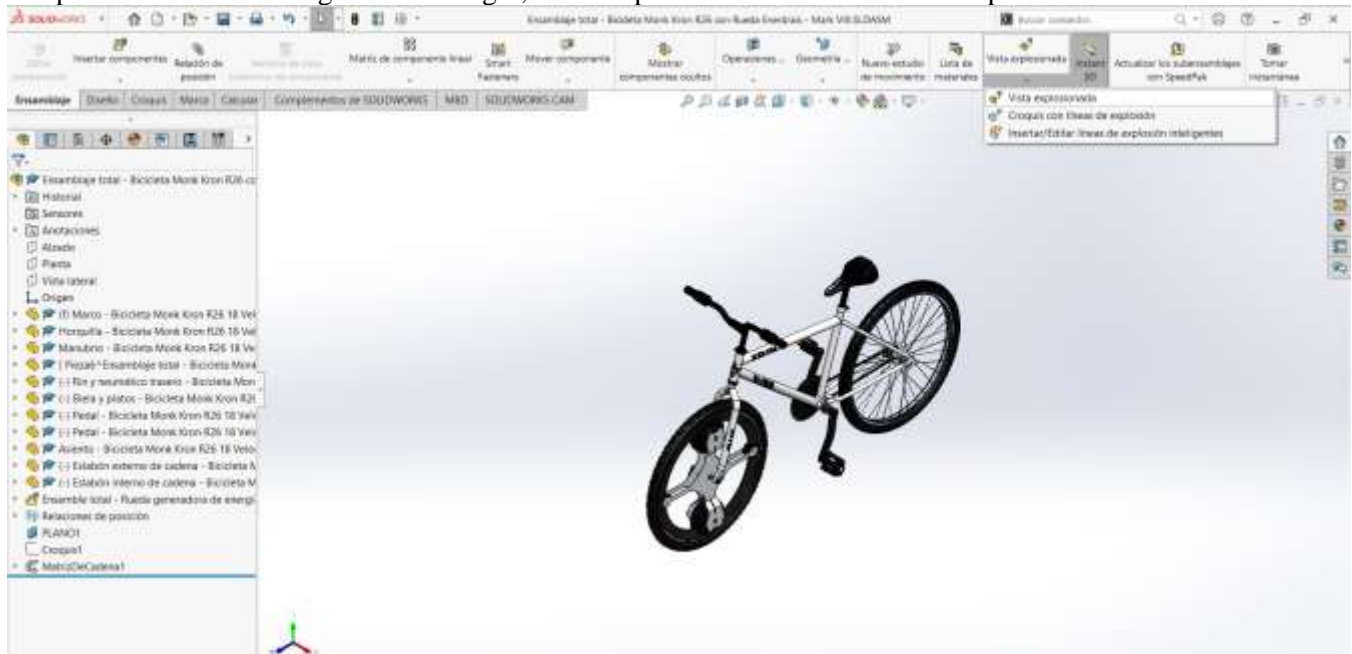 SOLIDWORKS
Ensamblaje total - Bicicleta Monk Kron R26 con Rueda Enerbras - Mark VIII.SLDASM
Buscar comandos
Insertar componentes
Relación de posición
Matriz de componente lineal
Smart Fasteners
Mover componente
Mostrar componentes ocultos
Operaciones
Geometría
Nuevo estudio de movimiento
Lista de materiales
Vista explosionada
Instant 3D
Actualizar los subensamblajes con SpeedPak
Tomar instantánea
Ensamblaje
Diseño
Croquis
Marca
Calcular
Complementos de SOLIDWORKS
MBD
SOLIDWORKS CAM
Vista explosionada
Croquis con líneas de explosión
Insertar/Editar líneas de explosión inteligentes
Ensamblaje total - Bicicleta Monk Kron R26 co
Historial
Sensores
Anotaciones
Alzado
Planta
Vista lateral
Origen
(f) Marco - Bicicleta Monk Kron R26 18 Vel
Horquilla - Bicicleta Monk Kron R26 18 Vel
Manubrio - Bicicleta Monk Kron R26 18 Ve
[ Pieza6^Ensamblaje total - Bicicleta Monk
(-) Rin y neumático trasero - Bicicleta Mon
(-) Biela y platos - Bicicleta Monk Kron R26
(-) Pedal - Bicicleta Monk Kron R26 18 Velo
(-) Pedal - Bicicleta Monk Kron R26 18 Velo
Asiento - Bicicleta Monk Kron R26 18 Velo
(-) Eslabón externo de cadena - Bicicleta M
(-) Eslabón interno de cadena - Bicicleta M
Ensamble total - Rueda generadora de energí
Relaciones de posición
PLANO1
Croquis1
MatrizDeCadena1